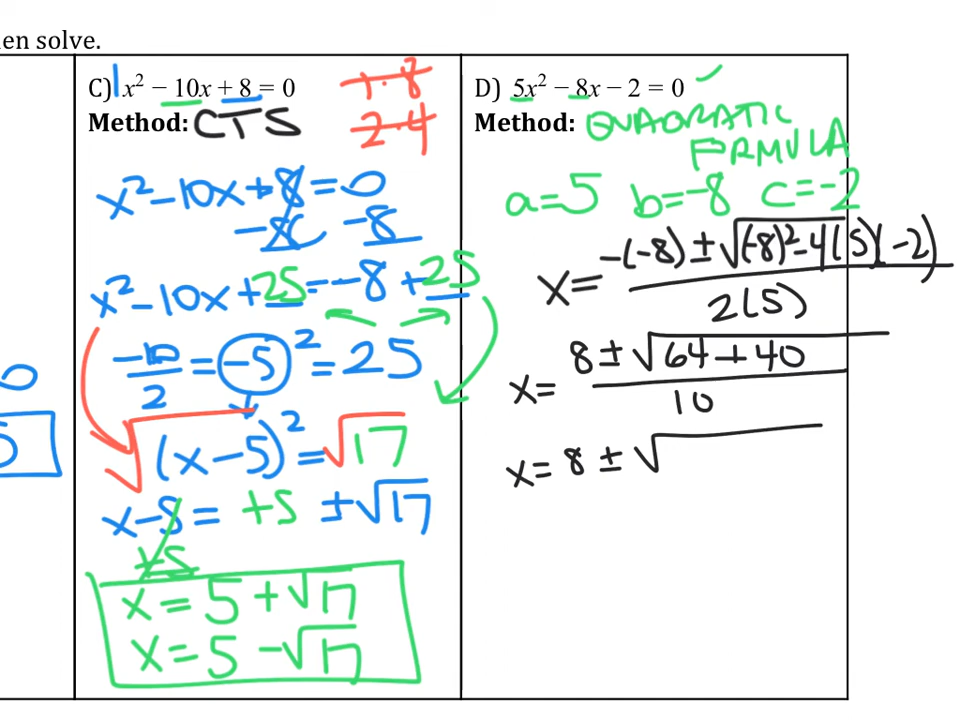 en solve.
C) 1x² − 10x + 8 = 0
1·8
Method: CTS
2·4
x²−10x+8=0
−8 −8
x²−10x+25=−8+25
−10/2=(−5)²=25
√(x−5)²=√17
x−5= +5 ±√17
+5
x=5+√17
x=5−√17
D) 5x² − 8x − 2 = 0 ✓
Method: QUADRATIC
FORMULA
a=5 b=−8 c=−2
x=−(−8)±√(−8)²−4(5)(−2)
2(5)
x=8±√64+40
10
x=8±√